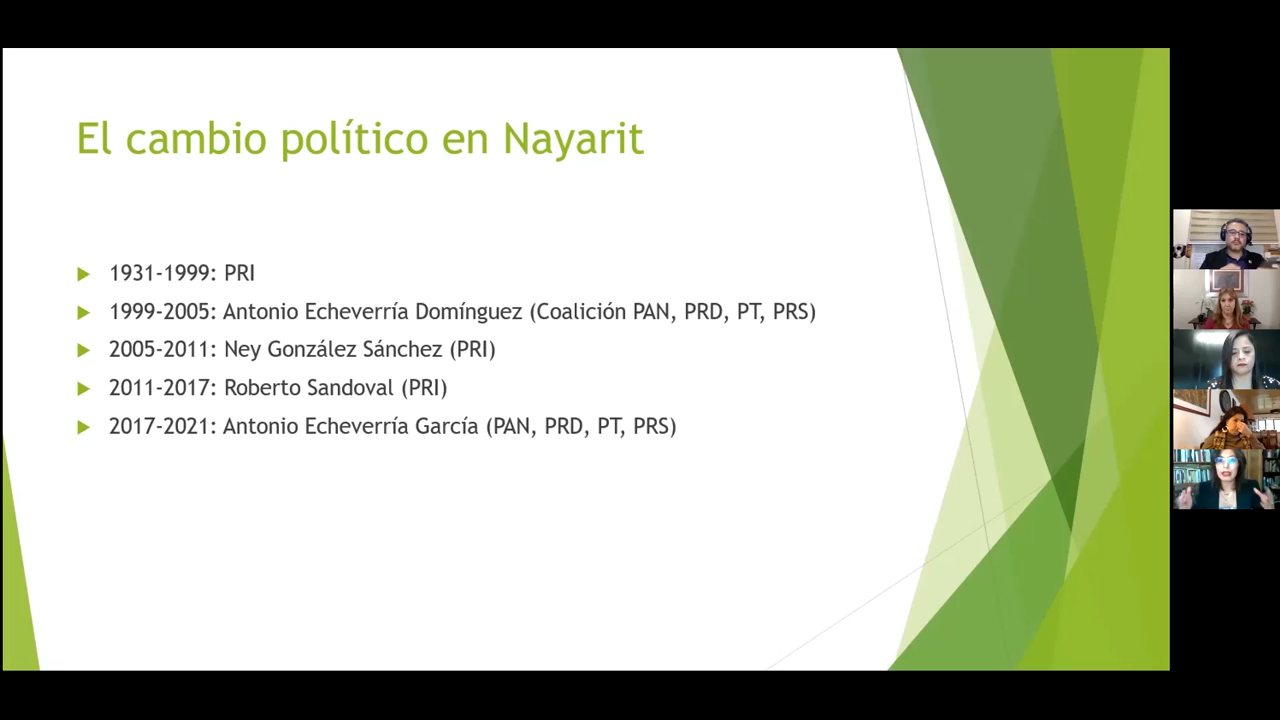 El cambio político en Nayarit
1931-1999: PRI
1999-2005: Antonio Echeverría Domínguez (Coalición PAN, PRD, PT, PRS)
2005-2011: Ney González Sánchez (PRI)
2011-2017: Roberto Sandoval (PRI)
2017-2021: Antonio Echeverría García (PAN, PRD, PT, PRS)